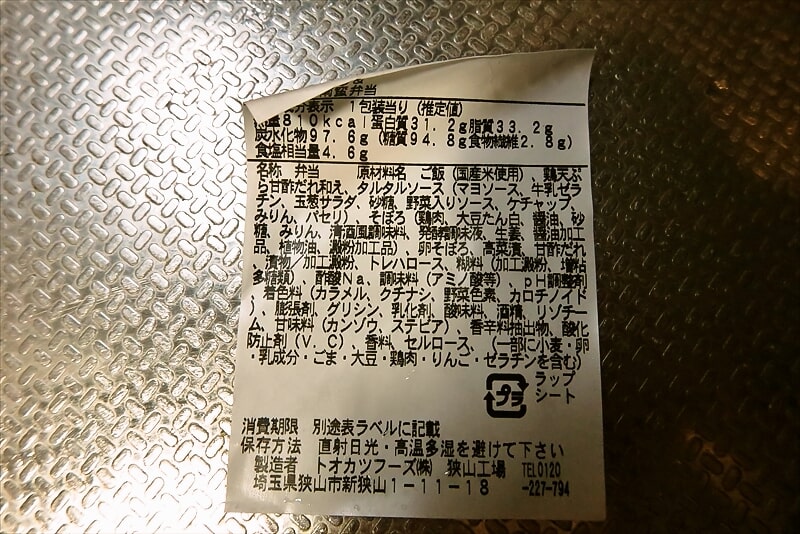 弁当
分表示 1包装当り (推定値)
810kcal蛋白質31.2g脂質33.2g
炭水化物97.6g(糖質94.8g食物繊維2.8g)
食塩相当量4.6g
名称 弁当 原材料名 ご飯(国産米使用)、鶏天ぷ
ら甘酢だれ和え、タルタルソース(マヨソース、牛乳ゼラ
チン、玉葱サラダ、砂糖、野菜入りソース、ケチャップ、
みりん、パセリ)、そぼろ(鶏肉、大豆たん白、醤油、砂
糖、みりん、清酒風調味料、発酵調味液、生姜、醤油加工
品、植物油、澱粉加工品)、卵そぼろ、高菜漬、甘酢だれ
、漬物/加工澱粉、トレハロース、糊料(加工澱粉、増粘
多糖類)、酢酸Na、調味料(アミノ酸等)、pH調整剤
、着色料(カラメル、クチナシ、野菜色素、カロチノイド
)、膨張剤、グリシン、乳化剤、酸味料、酒精、リゾチー
ム、甘味料(カンゾウ、ステビア)、香辛料抽出物、酸化
防止剤(V.C)、香料、セルロース、(一部に小麦・卵
・乳成分・ごま・大豆・鶏肉・りんご・ゼラチンを含む)
プラ
ラップ
シート
消費期限 別途表ラベルに記載
保存方法 直射日光・高温多湿を避けて下さい
製造者 トオカツフーズ㈱ 狭山工場 TEL0120
埼玉県狭山市新狭山1-11-18 -227-794